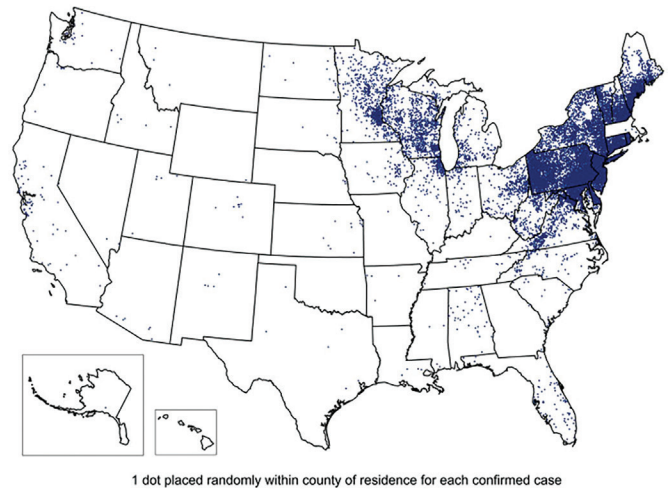 1 dot placed randomly within county of residence for each confirmed case